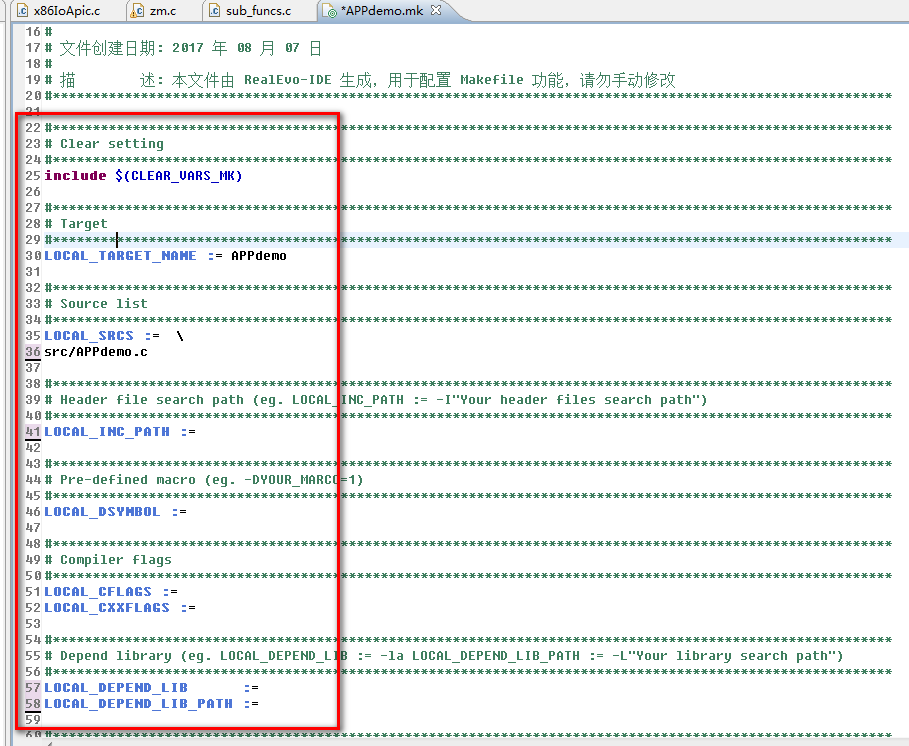 x86IoApic.c zm.c sub_funcs.c *APPdemo.mk
16 #
17 # 文件创建日期: 2017 年 08 月 07 日
18 #
19 # 描        述: 本文件由 RealEvo-IDE 生成，用于配置 Makefile 功能，请勿手动修改
20 #*********************************************************************************************************
21
22 #*********************************************************************************************************
23 # Clear setting
24 #*********************************************************************************************************
25 include $(CLEAR_VARS_MK)
26
27 #*********************************************************************************************************
28 # Target
29 #*********************************************************************************************************
30 LOCAL_TARGET_NAME := APPdemo
31
32 #*********************************************************************************************************
33 # Source list
34 #*********************************************************************************************************
35 LOCAL_SRCS :=  \
36 src/APPdemo.c
37
38 #*********************************************************************************************************
39 # Header file search path (eg. LOCAL_INC_PATH := -I"Your header files search path")
40 #*********************************************************************************************************
41 LOCAL_INC_PATH :=
42
43 #*********************************************************************************************************
44 # Pre-defined macro (eg. -DYOUR_MARCO=1)
45 #*********************************************************************************************************
46 LOCAL_DSYMBOL :=
47
48 #*********************************************************************************************************
49 # Compiler flags
50 #*********************************************************************************************************
51 LOCAL_CFLAGS :=
52 LOCAL_CXXFLAGS :=
53
54 #*********************************************************************************************************
55 # Depend library (eg. LOCAL_DEPEND_LIB := -la LOCAL_DEPEND_LIB_PATH := -L"Your library search path")
56 #*********************************************************************************************************
57 LOCAL_DEPEND_LIB       :=
58 LOCAL_DEPEND_LIB_PATH :=
59
60 #*********************************************************************************************************